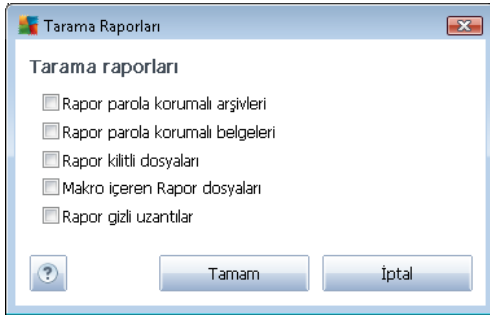 Tarama Raporları
Tarama raporları
Rapor parola korumalı arşivleri
Rapor parola korumalı belgeleri
Rapor kilitli dosyaları
Makro içeren Rapor dosyaları
Rapor gizli uzantılar
? Tamam İptal